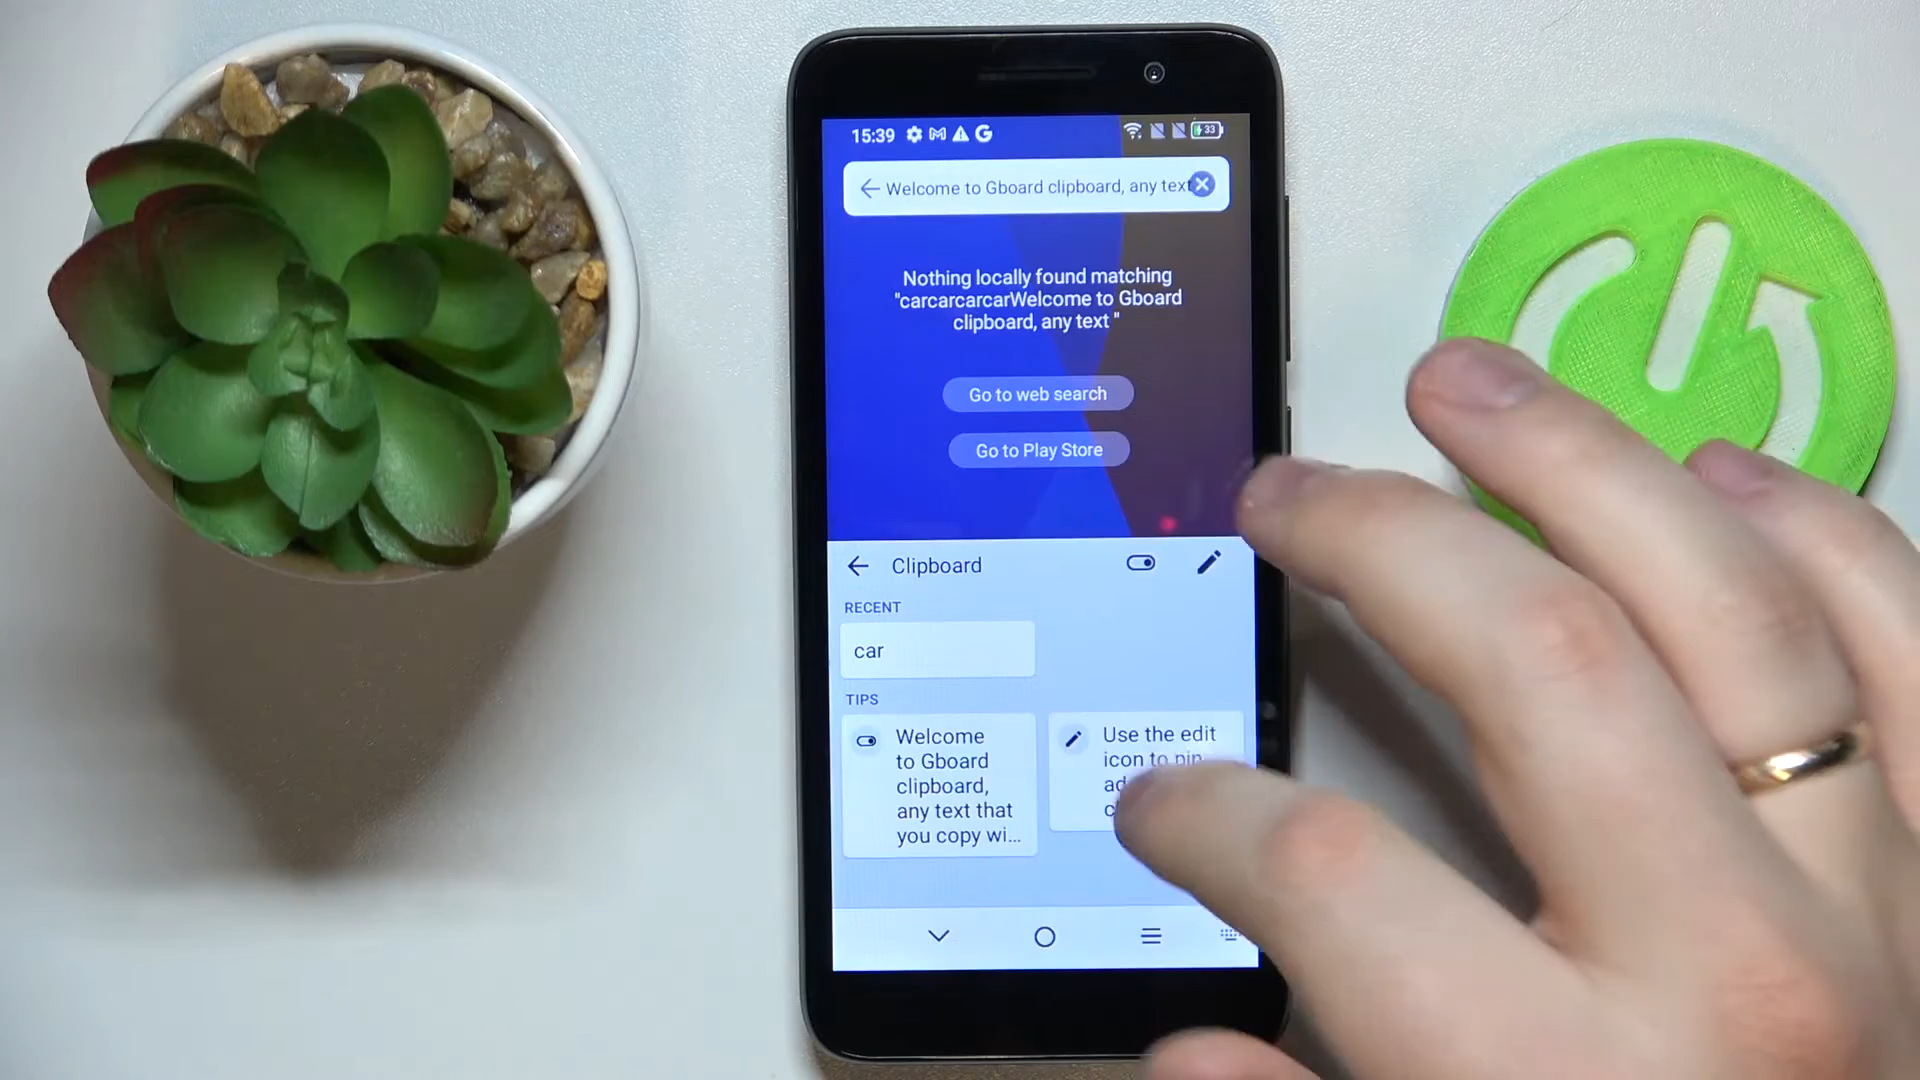 15:39
33
Welcome to Gboard clipboard, any text
Nothing locally found matching
"carcarcarcarWelcome to Gboard
clipboard, any text "
Go to web search
Go to Play Store
Clipboard
RECENT
car
TIPS
Welcome
to Gboard
clipboard,
any text that
you copy wi...
Use the edit
icon to pin,